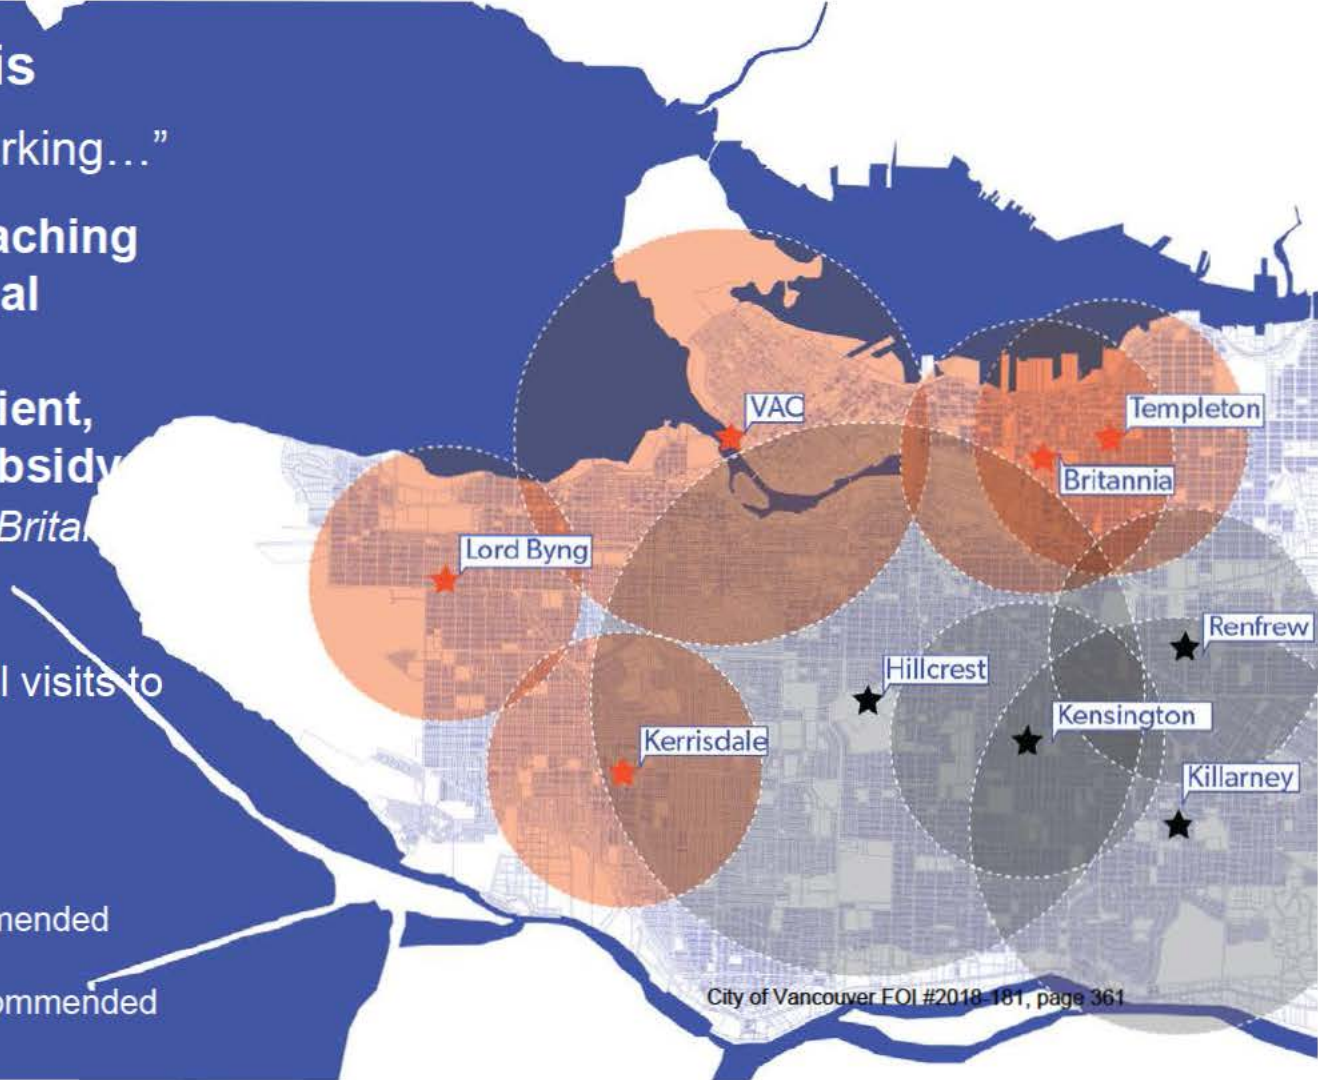 is
rking…”
aching
al
ient,
bsidy
Brita
l visits to
mended
ommended
VAC
Templeton
Britannia
Lord Byng
Renfrew
Hillcrest
Kensington
Kerrisdale
Killarney
City of Vancouver FOI #2018-181, page 361